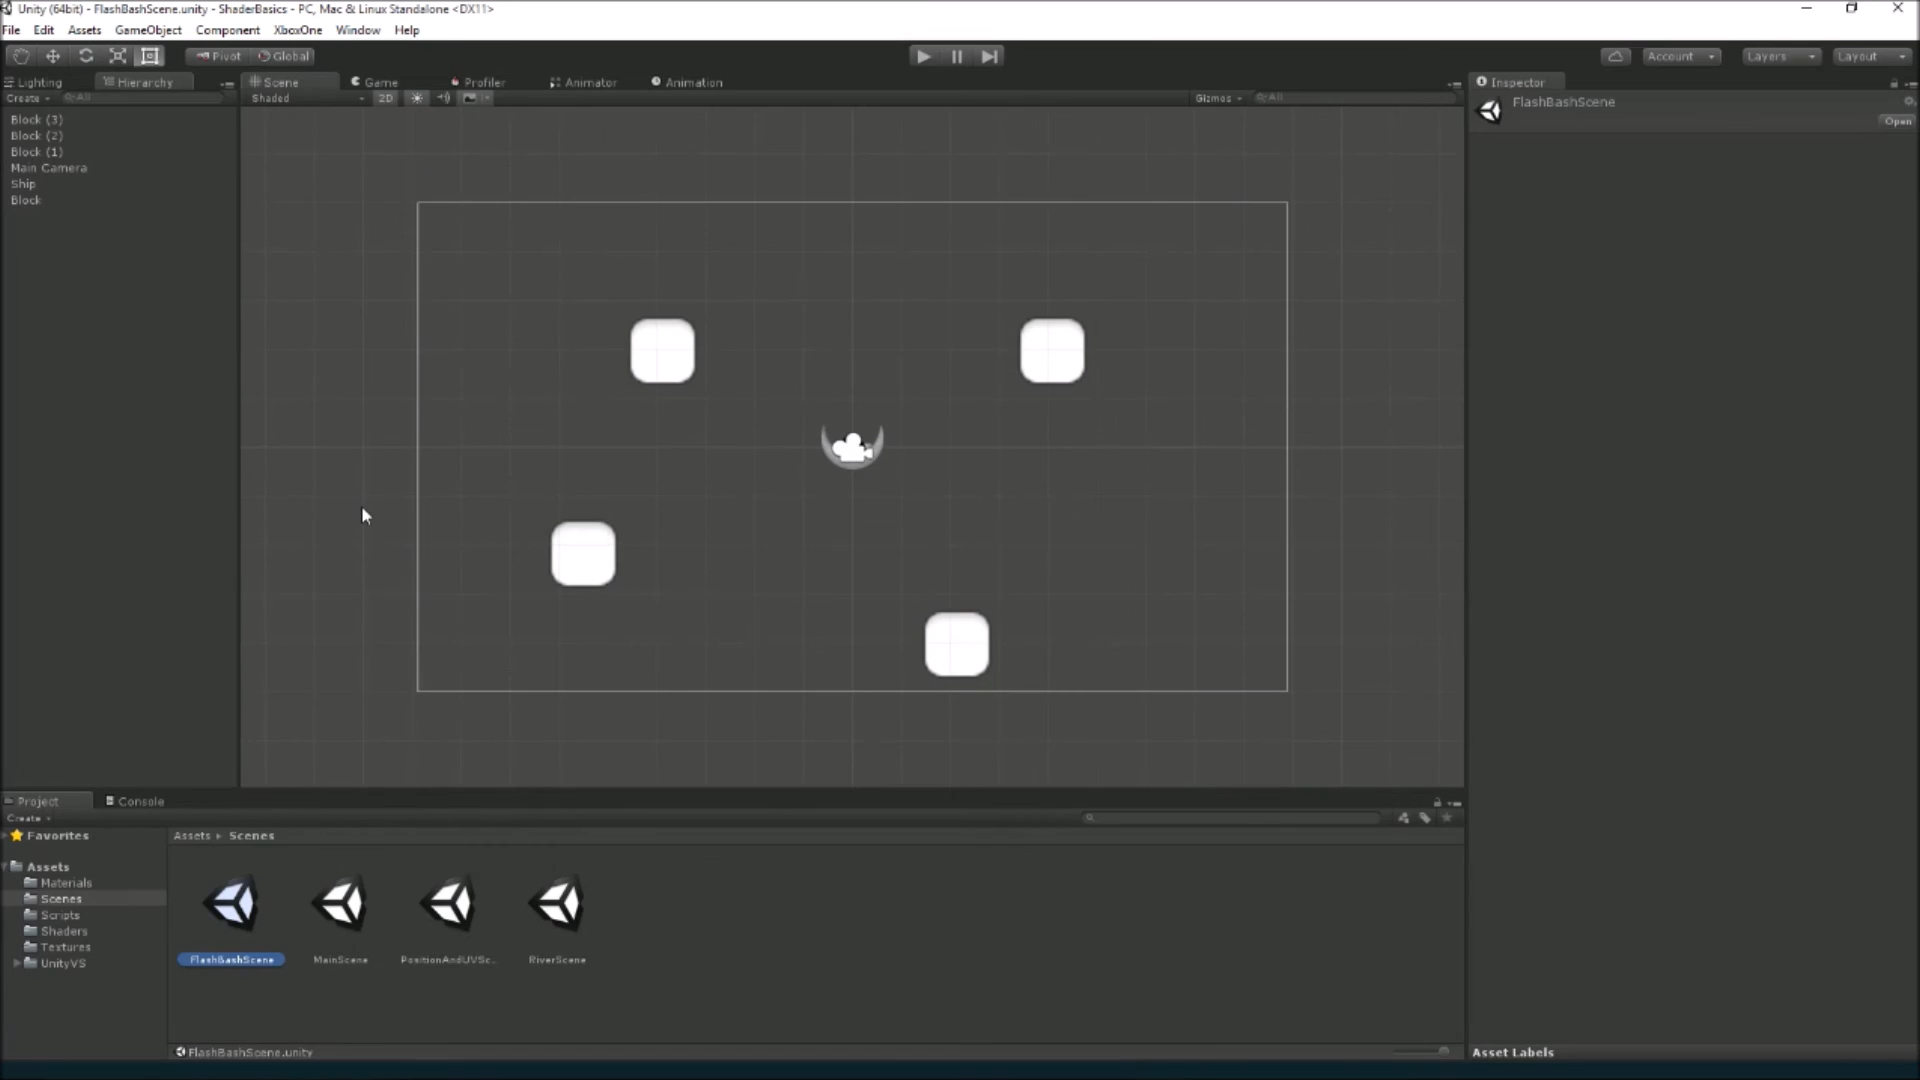 Unity (64bit) - FlashBashScene.unity - ShaderBasics - PC, Mac & Linux Standalone <DX11>
File Edit Assets GameObject Component XboxOne Window Help
Pivot Global Account Layers Layout
Lighting Hierarchy Scene Game Profiler Animator Animation Inspector
Create All Shaded 2D Gizmos All
FlashBashScene
Open
Block (3)
Block (2)
Block (1)
Main Camera
Ship
Block
Project Console
Create
Favorites
Assets ▸ Scenes
Assets
Materials
Scenes
Scripts
Shaders
Textures
UnityVS
FlashBashScene MainScene PositionAndUVSc... RiverScene
FlashBashScene.unity
Asset Labels